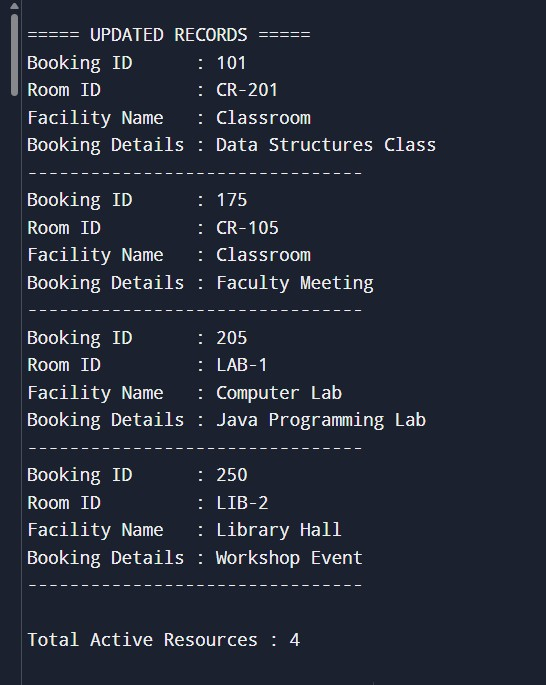 ===== UPDATED RECORDS =====
Booking ID      : 101
Room ID         : CR-201
Facility Name   : Classroom
Booking Details : Data Structures Class
--------------------------------
Booking ID      : 175
Room ID         : CR-105
Facility Name   : Classroom
Booking Details : Faculty Meeting
--------------------------------
Booking ID      : 205
Room ID         : LAB-1
Facility Name   : Computer Lab
Booking Details : Java Programming Lab
--------------------------------
Booking ID      : 250
Room ID         : LIB-2
Facility Name   : Library Hall
Booking Details : Workshop Event
--------------------------------
Total Active Resources : 4